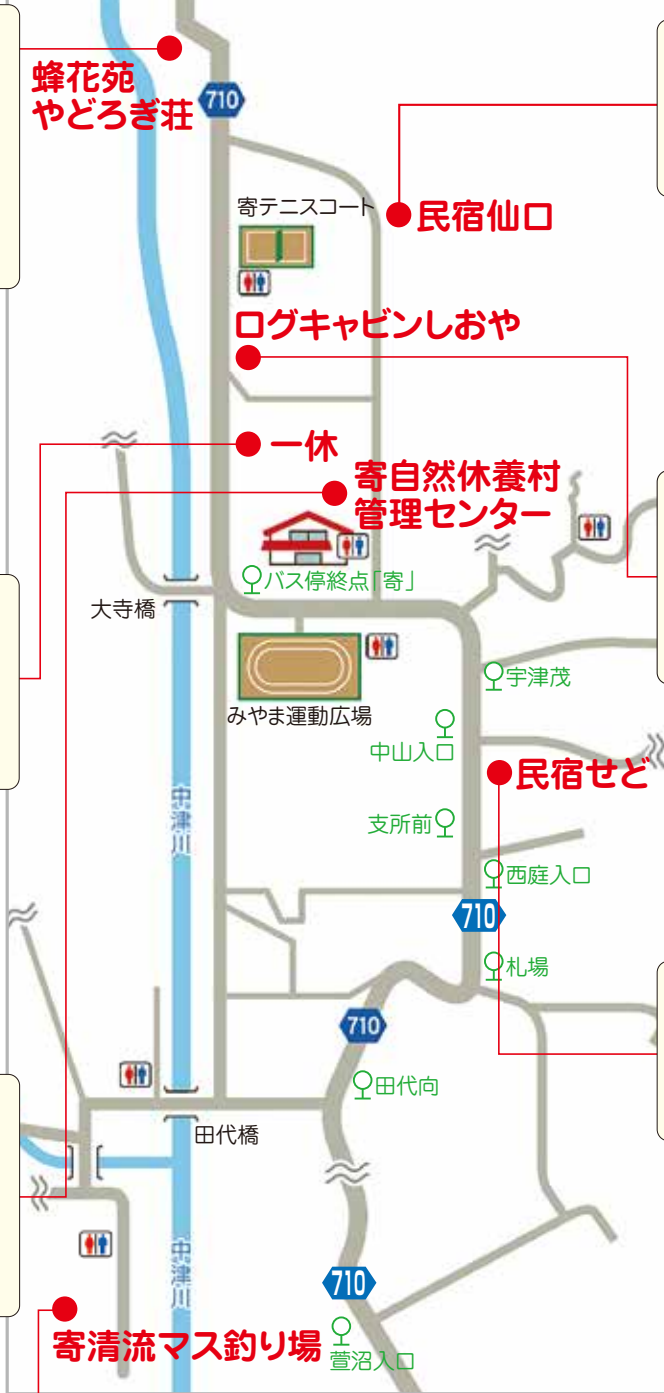 蜂花苑
やどろぎ荘
710
寄テニスコート
民宿仙口
ログキャビンしおや
一休
寄自然休養村
管理センター
バス停終点「寄」
大寺橋
みやま運動広場
宇津茂
中山入口
民宿せど
中津川
支所前
西庭入口
710
札場
710
田代向
田代橋
中津川
710
寄清流マス釣り場
萱沼入口